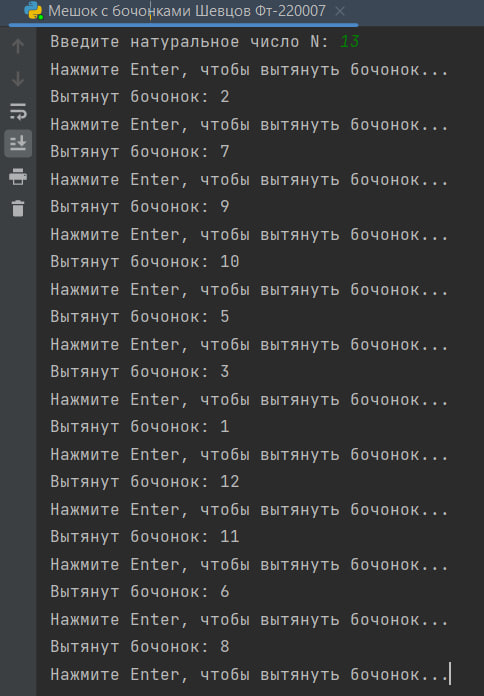 Мешок с бочонками Шевцов Фт-220007
Введите натуральное число N: 13
Нажмите Enter, чтобы вытянуть бочонок...
Вытянут бочонок: 2
Нажмите Enter, чтобы вытянуть бочонок...
Вытянут бочонок: 7
Нажмите Enter, чтобы вытянуть бочонок...
Вытянут бочонок: 9
Нажмите Enter, чтобы вытянуть бочонок...
Вытянут бочонок: 10
Нажмите Enter, чтобы вытянуть бочонок...
Вытянут бочонок: 5
Нажмите Enter, чтобы вытянуть бочонок...
Вытянут бочонок: 3
Нажмите Enter, чтобы вытянуть бочонок...
Вытянут бочонок: 1
Нажмите Enter, чтобы вытянуть бочонок...
Вытянут бочонок: 12
Нажмите Enter, чтобы вытянуть бочонок...
Вытянут бочонок: 11
Нажмите Enter, чтобы вытянуть бочонок...
Вытянут бочонок: 6
Нажмите Enter, чтобы вытянуть бочонок...
Вытянут бочонок: 8
Нажмите Enter, чтобы вытянуть бочонок...